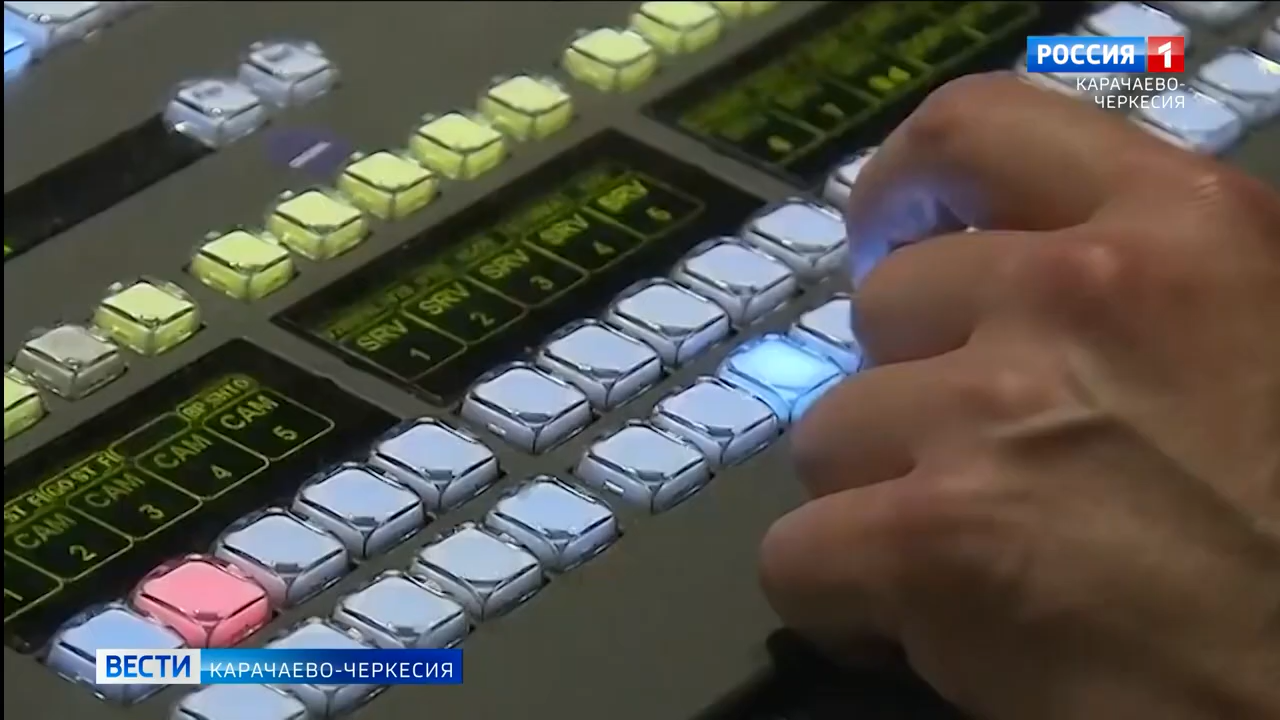 РОССИЯ 1
КАРАЧАЕВО-
ЧЕРКЕСИЯ
SRV 1
SRV 2
SRV 3
SRV 4
SRV 6
CAM 2
CAM 3
CAM 4
CAM 5
ВЕСТИ КАРАЧАЕВО-ЧЕРКЕСИЯ